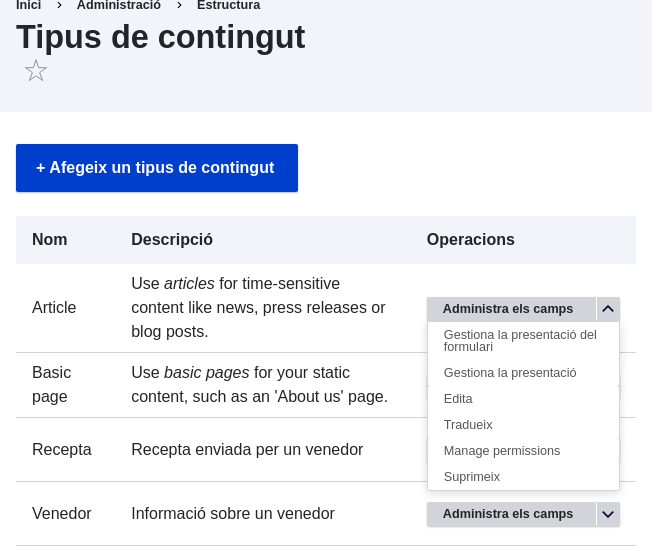 Inici > Administració > Estructura
Tipus de contingut
+ Afegeix un tipus de contingut
Nom Descripció Operacions
Article
Use articles for time-sensitive
content like news, press releases or
blog posts.
Administra els camps
Gestiona la presentació del
formulari
Gestiona la presentació
Edita
Tradueix
Manage permissions
Suprimeix
Basic
page
Use basic pages for your static
content, such as an 'About us' page.
Recepta Recepta enviada per un venedor
Venedor Informació sobre un venedor Administra els camps